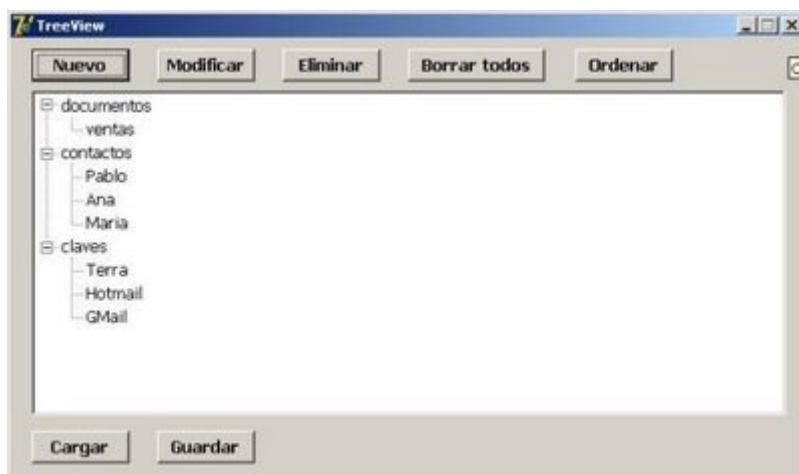 TreeView
Nuevo Modificar Eliminar Borrar todos Ordenar
documentos
ventas
contactos
Pablo
Ana
Maria
claves
Terra
Hotmail
GMail
Cargar Guardar